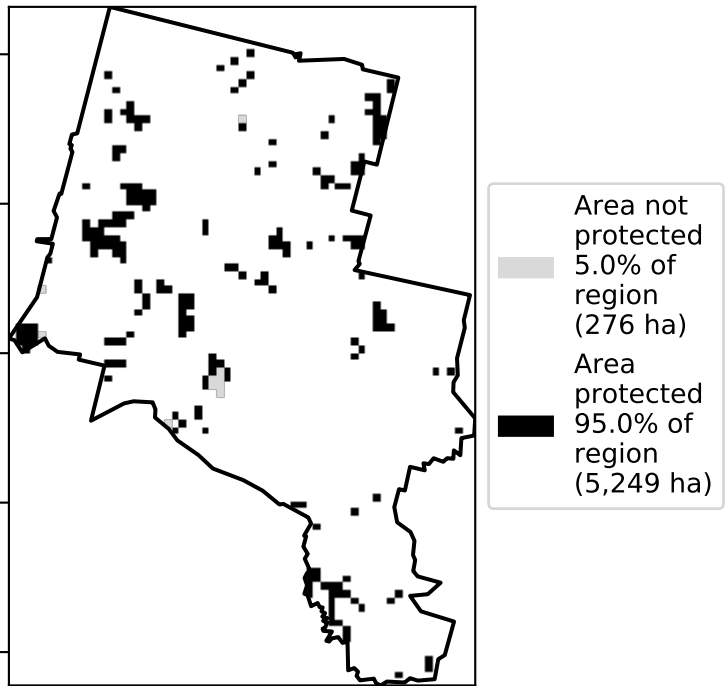 Area not
protected
5.0% of
region
(276 ha)
Area
protected
95.0% of
region
(5,249 ha)